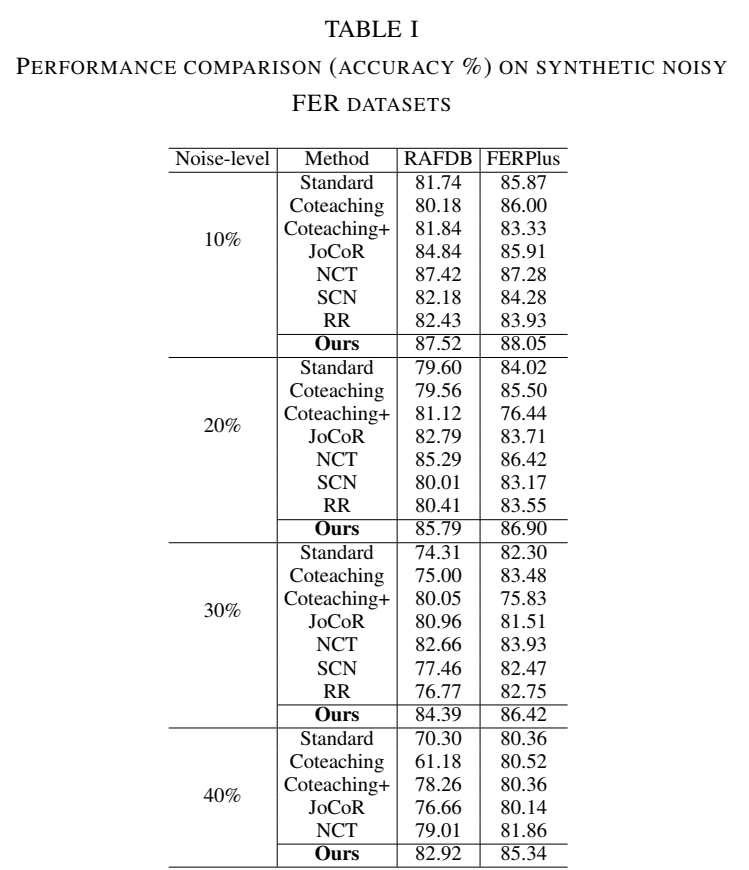 TABLE I
PERFORMANCE COMPARISON (ACCURACY %) ON SYNTHETIC NOISY
FER DATASETS
Noise-level Method RAFDB FERPlus
Standard 81.74 85.87
Coteaching 80.18 86.00
Coteaching+ 81.84 83.33
10%
JoCoR 84.84 85.91
NCT 87.42 87.28
SCN 82.18 84.28
RR 82.43 83.93
Ours 87.52 88.05
Standard 79.60 84.02
Coteaching 79.56 85.50
Coteaching+ 81.12 76.44
20%
JoCoR 82.79 83.71
NCT 85.29 86.42
SCN 80.01 83.17
RR 80.41 83.55
Ours 85.79 86.90
Standard 74.31 82.30
Coteaching 75.00 83.48
Coteaching+ 80.05 75.83
30%
JoCoR 80.96 81.51
NCT 82.66 83.93
SCN 77.46 82.47
RR 76.77 82.75
Ours 84.39 86.42
Standard 70.30 80.36
Coteaching 61.18 80.52
Coteaching+ 78.26 80.36
40%
JoCoR 76.66 80.14
NCT 79.01 81.86
Ours 82.92 85.34